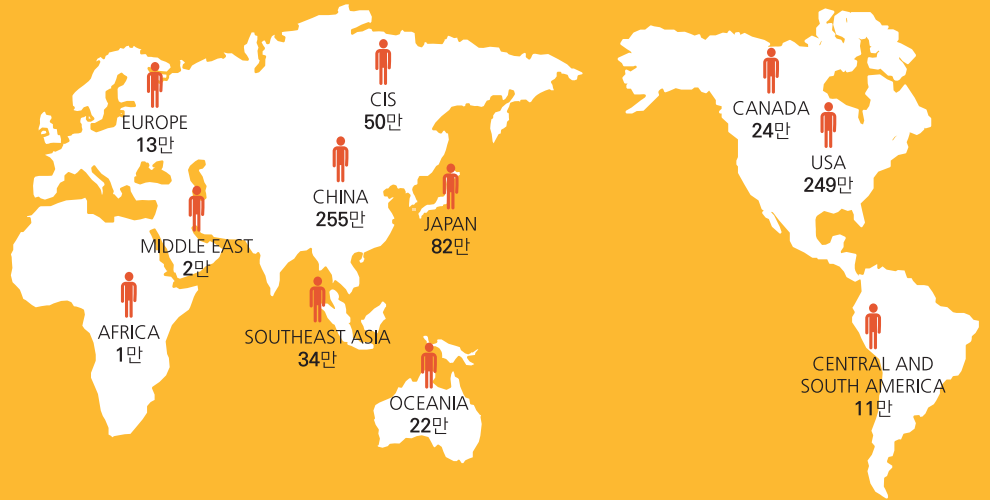 EUROPE
13만
CIS
50만
CHINA
255만
JAPAN
82만
MIDDLE EAST
2만
AFRICA
1만
SOUTHEAST ASIA
34만
OCEANIA
22만
CANADA
24만
USA
249만
CENTRAL AND
SOUTH AMERICA
11만